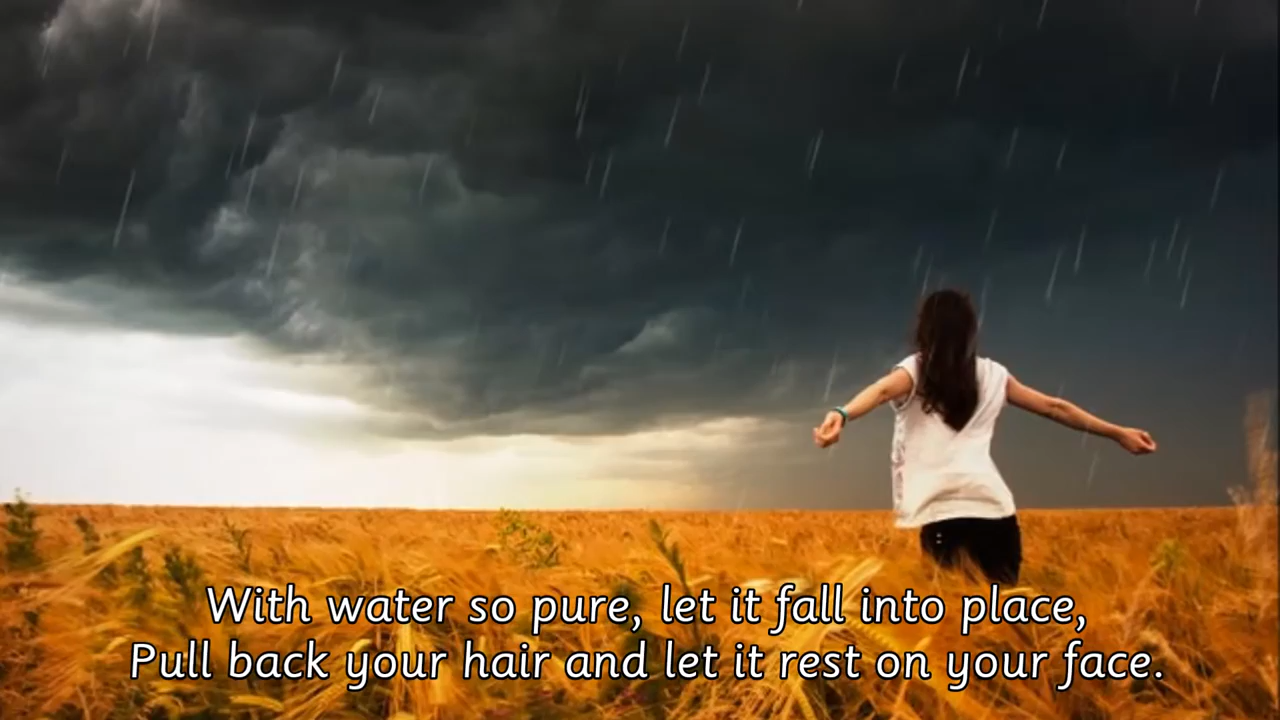 With water so pure, let it fall into place,
Pull back your hair and let it rest on your face.